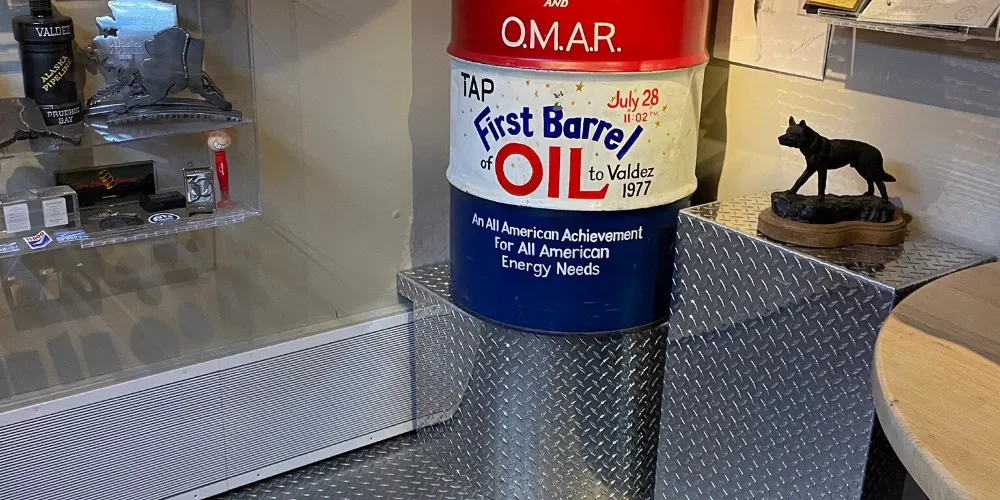 AND
O.M.A.R.
TAP
July 28
11:02 PM
First Barrel
of OIL to Valdez
1977
An All American Achievement
For All American
Energy Needs
VALDEZ
ALASKA
PIPELINE
PRUDHOE
BAY